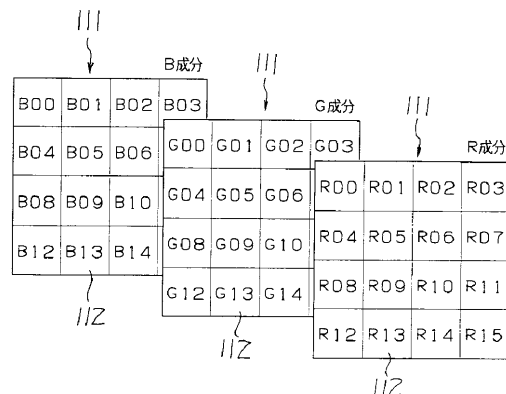 111
B成分
B00 B01 B02 B03
B04 B05 B06
B08 B09 B10
B12 B13 B14
112
111
G成分
G00 G01 G02 G03
G04 G05 G06
G08 G09 G10
G12 G13 G14
112
111
R成分
R00 R01 R02 R03
R04 R05 R06 R07
R08 R09 R10 R11
R12 R13 R14 R15
112